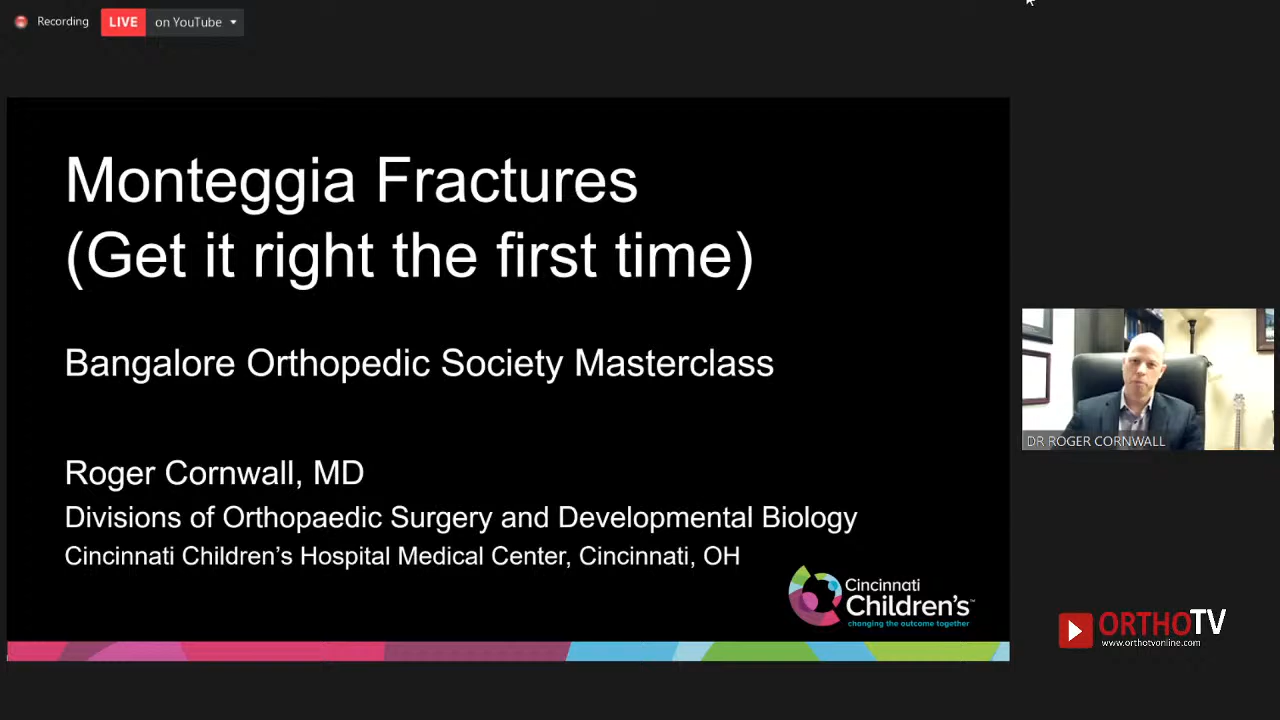 Recording
LIVE on YouTube
Monteggia Fractures
(Get it right the first time)
Bangalore Orthopedic Society Masterclass
Roger Cornwall, MD
Divisions of Orthopaedic Surgery and Developmental Biology
Cincinnati Children's Hospital Medical Center, Cincinnati, OH
Cincinnati
Children's™
changing the outcome together
DR ROGER CORNWALL
ORTHOTV
www.orthotvonline.com